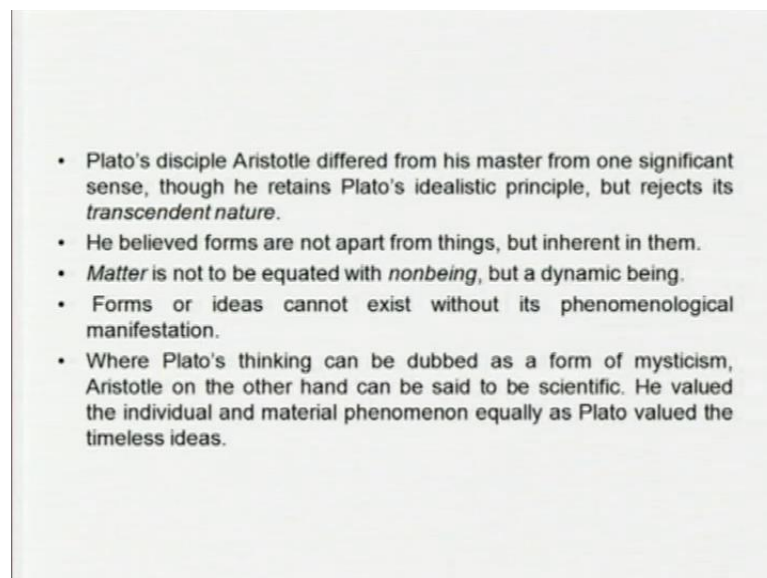 • Plato's disciple Aristotle differed from his master from one significant
sense, though he retains Plato's idealistic principle, but rejects its
transcendent nature.
• He believed forms are not apart from things, but inherent in them.
• Matter is not to be equated with nonbeing, but a dynamic being.
• Forms or ideas cannot exist without its phenomenological
manifestation.
• Where Plato's thinking can be dubbed as a form of mysticism,
Aristotle on the other hand can be said to be scientific. He valued
the individual and material phenomenon equally as Plato valued the
timeless ideas.